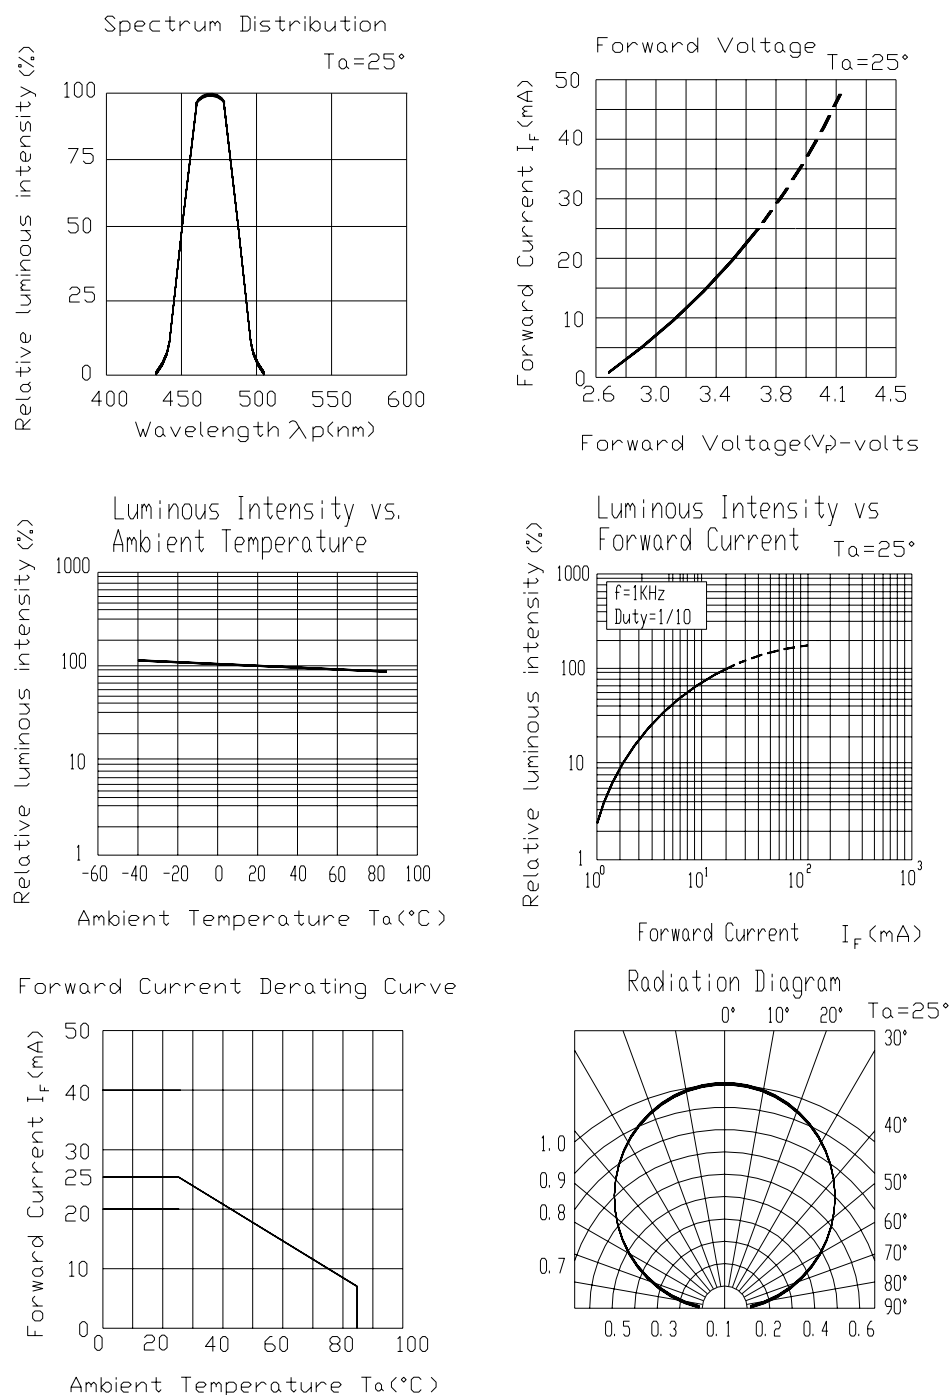 Spectrum Distribution
Ta=25°
Relative luminous intensity (%)
100
75
50
25
0
400 450 500 550 600
Wavelength λp(nm)
Forward Voltage
Ta=25°
Forward Current IF(mA)
50
40
30
20
10
0
2.6 3.0 3.4 3.8 4.1 4.5
Forward Voltage(VF)-volts
Luminous Intensity vs.
Ambient Temperature
Relative luminous intensity (%)
1000
100
10
1
-60 -40 -20 0 20 40 60 80 100
Ambient Temperature Ta(°C)
Luminous Intensity vs
Forward Current
Ta=25°
Relative luminous intensity (%)
1000
f=1KHz
Duty=1/10
100
10
1
10⁰ 10¹ 10² 10³
Forward Current IF(mA)
Forward Current Derating Curve
Forward Current IF(mA)
50
40
30
25
20
10
0
0 20 40 60 80 100
Ambient Temperature Ta(°C)
Radiation Diagram
Ta=25°
0° 10° 20°
30°
40°
50°
60°
70°
80°
90°
1.0
0.9
0.8
0.7
0.5 0.3 0.1 0.2 0.4 0.6